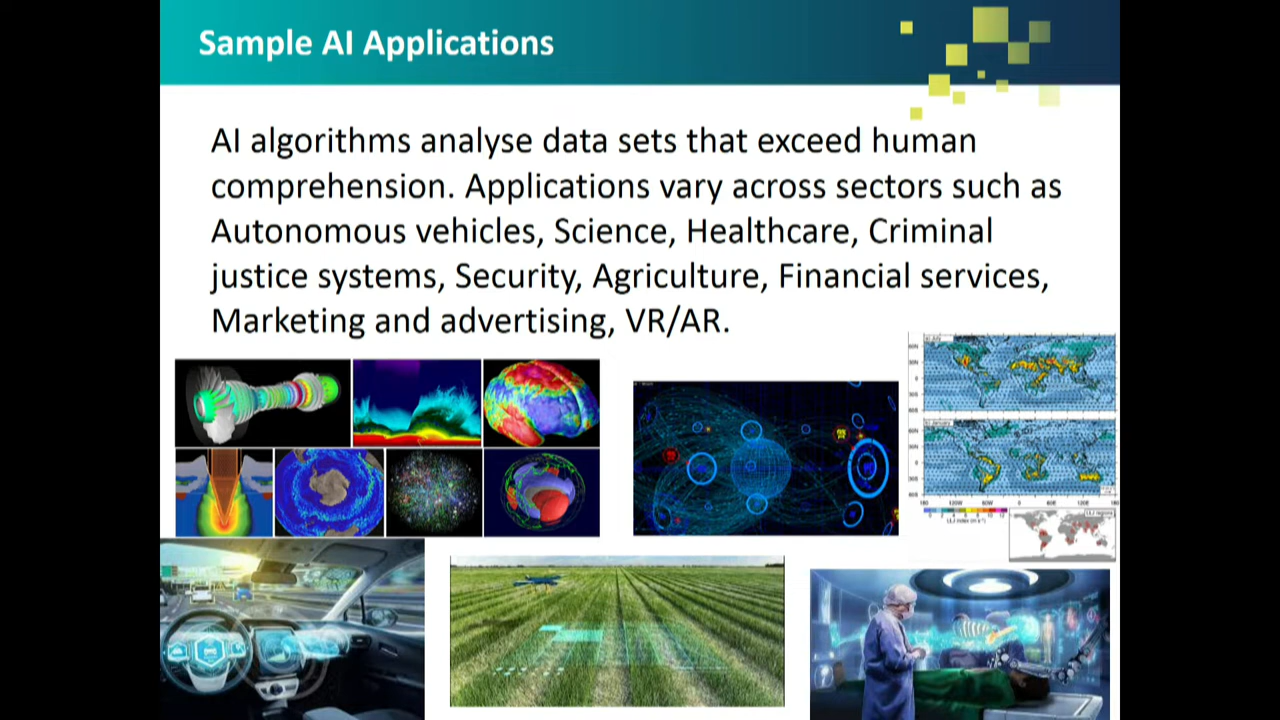 Sample AI Applications
AI algorithms analyse data sets that exceed human
comprehension. Applications vary across sectors such as
Autonomous vehicles, Science, Healthcare, Criminal
justice systems, Security, Agriculture, Financial services,
Marketing and advertising, VR/AR.